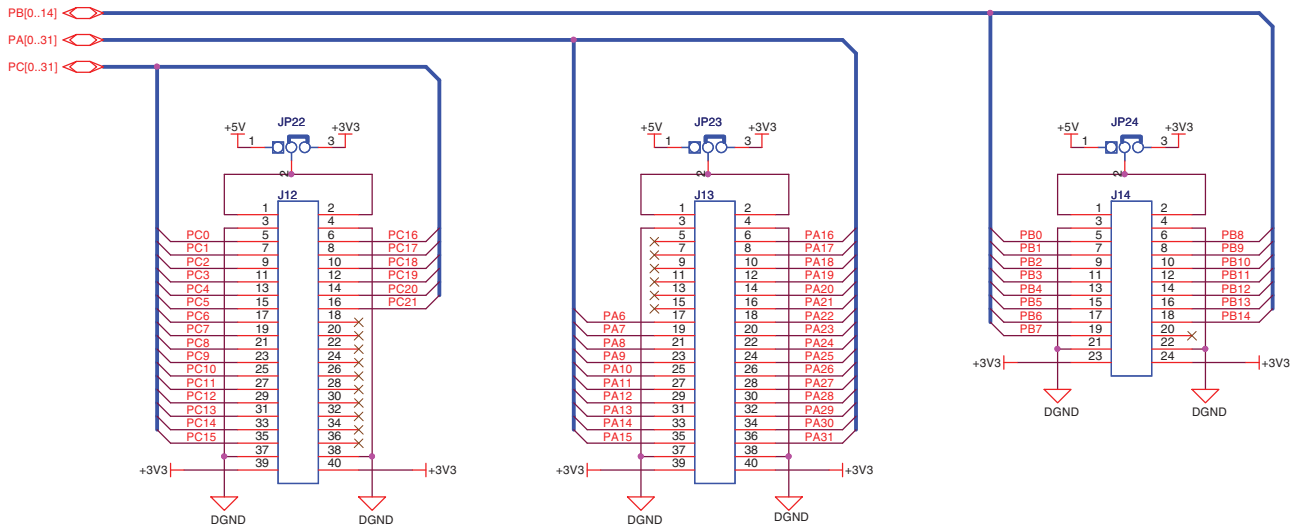 PB[0..14]
PA[0..31]
PC[0..31]
JP22 JP23 JP24
+5V 1 3 +3V3 +5V 1 3 +3V3 +5V 1 3 +3V3
2 2 2
J12 J13 J14
1 2 1 2 1 2
3 4 3 4 3 4
PC0 5 6 PC16 5 6 PA16 PB0 5 6 PB8
PC1 7 8 PC17 7 8 PA17 PB1 7 8 PB9
PC2 9 10 PC18 9 10 PA18 PB2 9 10 PB10
PC3 11 12 PC19 11 12 PA19 PB3 11 12 PB11
PC4 13 14 PC20 13 14 PA20 PB4 13 14 PB12
PC5 15 16 PC21 15 16 PA21 PB5 15 16 PB13
PC6 17 18 PA6 17 18 PA22 PB6 17 18 PB14
PC7 19 20 PA7 19 20 PA23 PB7 19 20
PC8 21 22 PA8 21 22 PA24 21 22
PC9 23 24 PA9 23 24 PA25 +3V3 23 24 +3V3
PC10 25 26 PA10 25 26 PA26
PC11 27 28 PA11 27 28 PA27
PC12 29 30 PA12 29 30 PA28
PC13 31 32 PA13 31 32 PA29
PC14 33 34 PA14 33 34 PA30
PC15 35 36 PA15 35 36 PA31
37 38 37 38
+3V3 39 40 +3V3 +3V3 39 40 +3V3
DGND DGND DGND DGND DGND DGND